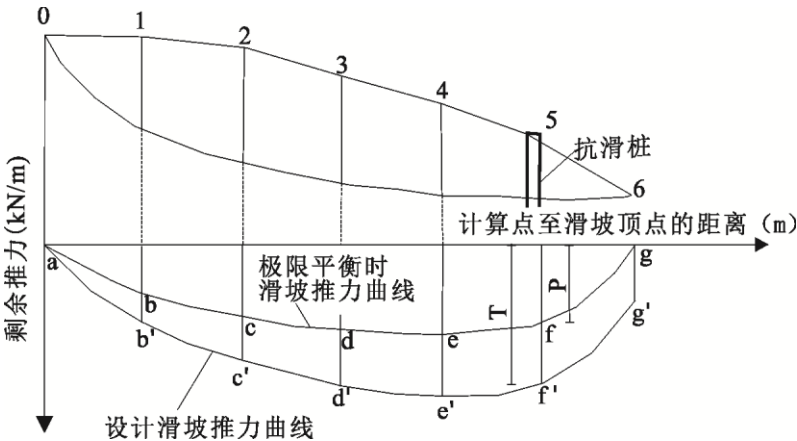 0
1
2
3
4
5
抗滑桩
6
计算点至滑坡顶点的距离（m）
剩余推力(kN/m)
a
极限平衡时
滑坡推力曲线
g
b
b'
c
c'
d
d'
e
e'
T
P
f
f'
g'
设计滑坡推力曲线